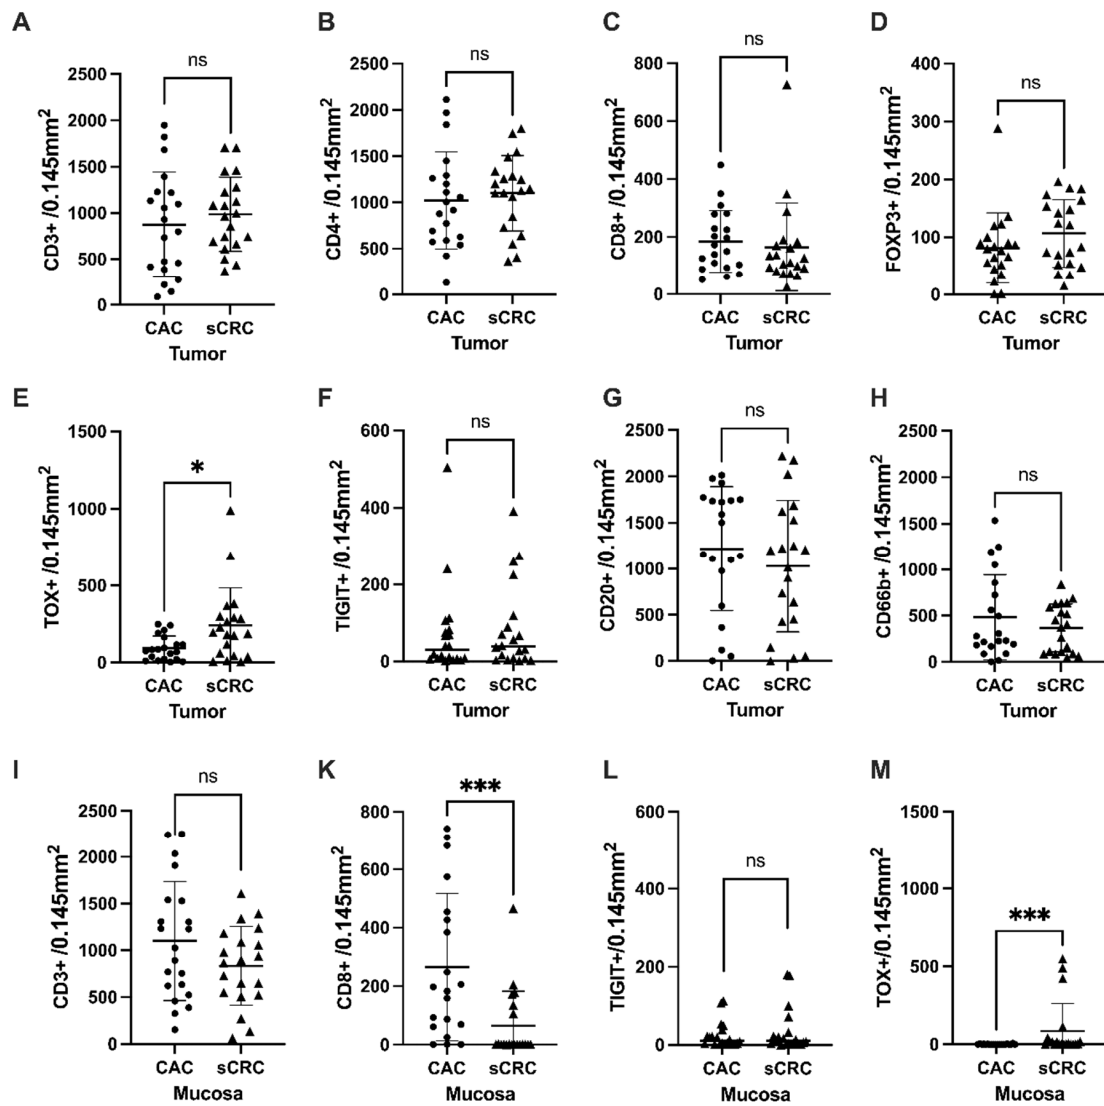 A
ns
2500
2000
1500
1000
500
0
CD3+ /0.145mm²
CAC
sCRC
Tumor
B
ns
2500
2000
1500
1000
500
0
CD4+ /0.145mm²
CAC
sCRC
Tumor
C
ns
800
600
400
200
0
CD8+ /0.145mm²
CAC
sCRC
Tumor
D
ns
400
300
200
100
0
FOXP3+ /0.145mm²
CAC
sCRC
Tumor
E
*
1500
1000
500
0
TOX+ /0.145mm²
CAC
sCRC
Tumor
F
ns
600
400
200
0
TIGIT+ /0.145mm²
CAC
sCRC
Tumor
G
ns
2500
2000
1500
1000
500
0
CD20+ /0.145mm²
CAC
sCRC
Tumor
H
ns
2500
2000
1500
1000
500
0
CD66b+ /0.145mm²
CAC
sCRC
Tumor
I
ns
2500
2000
1500
1000
500
0
CD3+ /0.145mm²
CAC
sCRC
Mucosa
K
***
800
600
400
200
0
CD8+ /0.145mm²
CAC
sCRC
Mucosa
L
ns
600
400
200
0
TIGIT+/0.145mm²
CAC
sCRC
Mucosa
M
***
1500
1000
500
0
TOX+/0.145mm²
CAC
sCRC
Mucosa